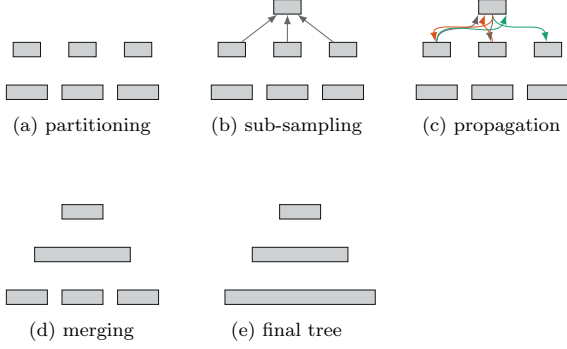 (a) partitioning
(b) sub-sampling
(c) propagation
(d) merging
(e) final tree